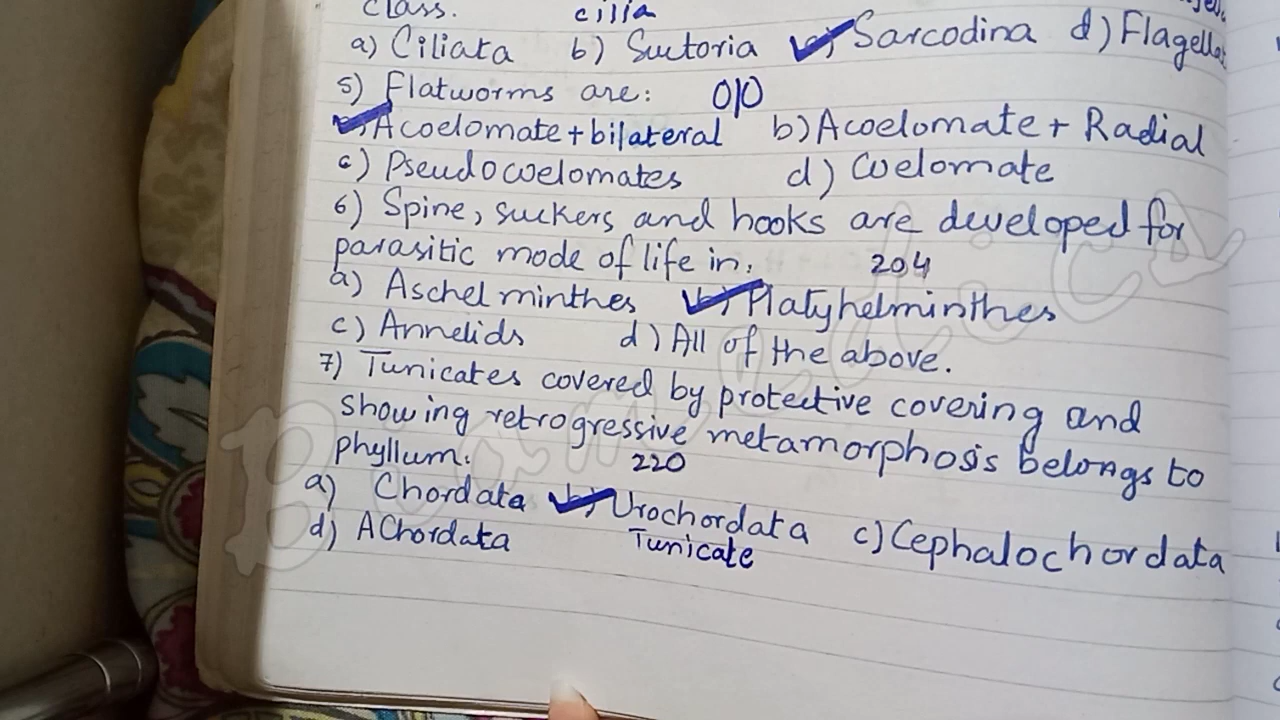 class. cilia
a) Ciliata b) Suctoria c) Sarcodina d) Flagella
5) Flatworms are: 010
Acoelomate + bilateral b) Acoelomate + Radial
c) Pseudocoelomates d) Coelomate
6) Spine, suckers and hooks are developed for
parasitic mode of life in: 204
a) Aschelminthes b) Platyhelminthes
c) Annelids d) All of the above.
7) Tunicates covered by protective covering and
showing retrogressive metamorphosis belongs to
phyllum. 220
a) Chordata b) Urochordata c) Cephalochordata
d) AChordata Tunicate